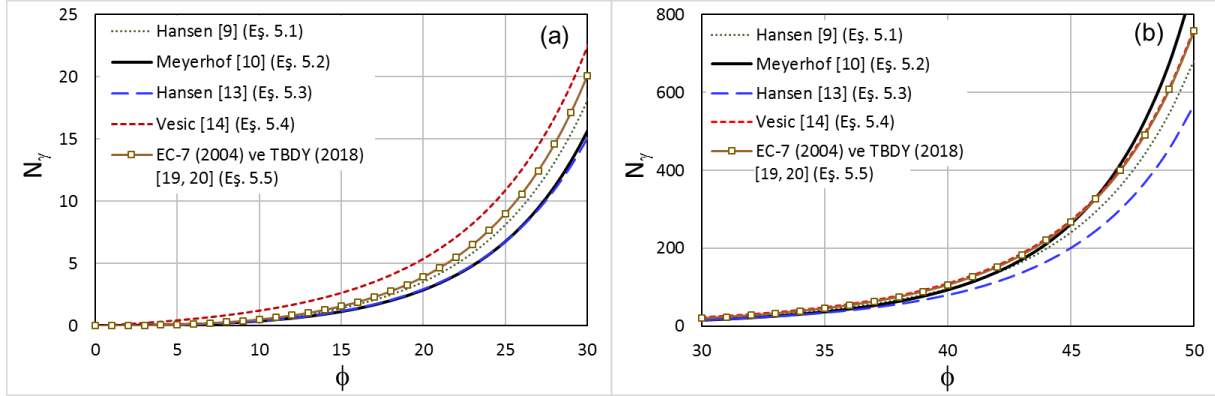 (a)
Hansen [9] (Eş. 5.1)
Meyerhof [10] (Eş. 5.2)
Hansen [13] (Eş. 5.3)
Vesic [14] (Eş. 5.4)
EC-7 (2004) ve TBDY (2018)
[19, 20] (Eş. 5.5)
25
20
15
10
5
0
Nγ
0 5 10 15 20 25 30
ϕ
(b)
Hansen [9] (Eş. 5.1)
Meyerhof [10] (Eş. 5.2)
Hansen [13] (Eş. 5.3)
Vesic [14] (Eş. 5.4)
EC-7 (2004) ve TBDY (2018)
[19, 20] (Eş. 5.5)
800
600
400
200
0
Nγ
30 35 40 45 50
ϕ